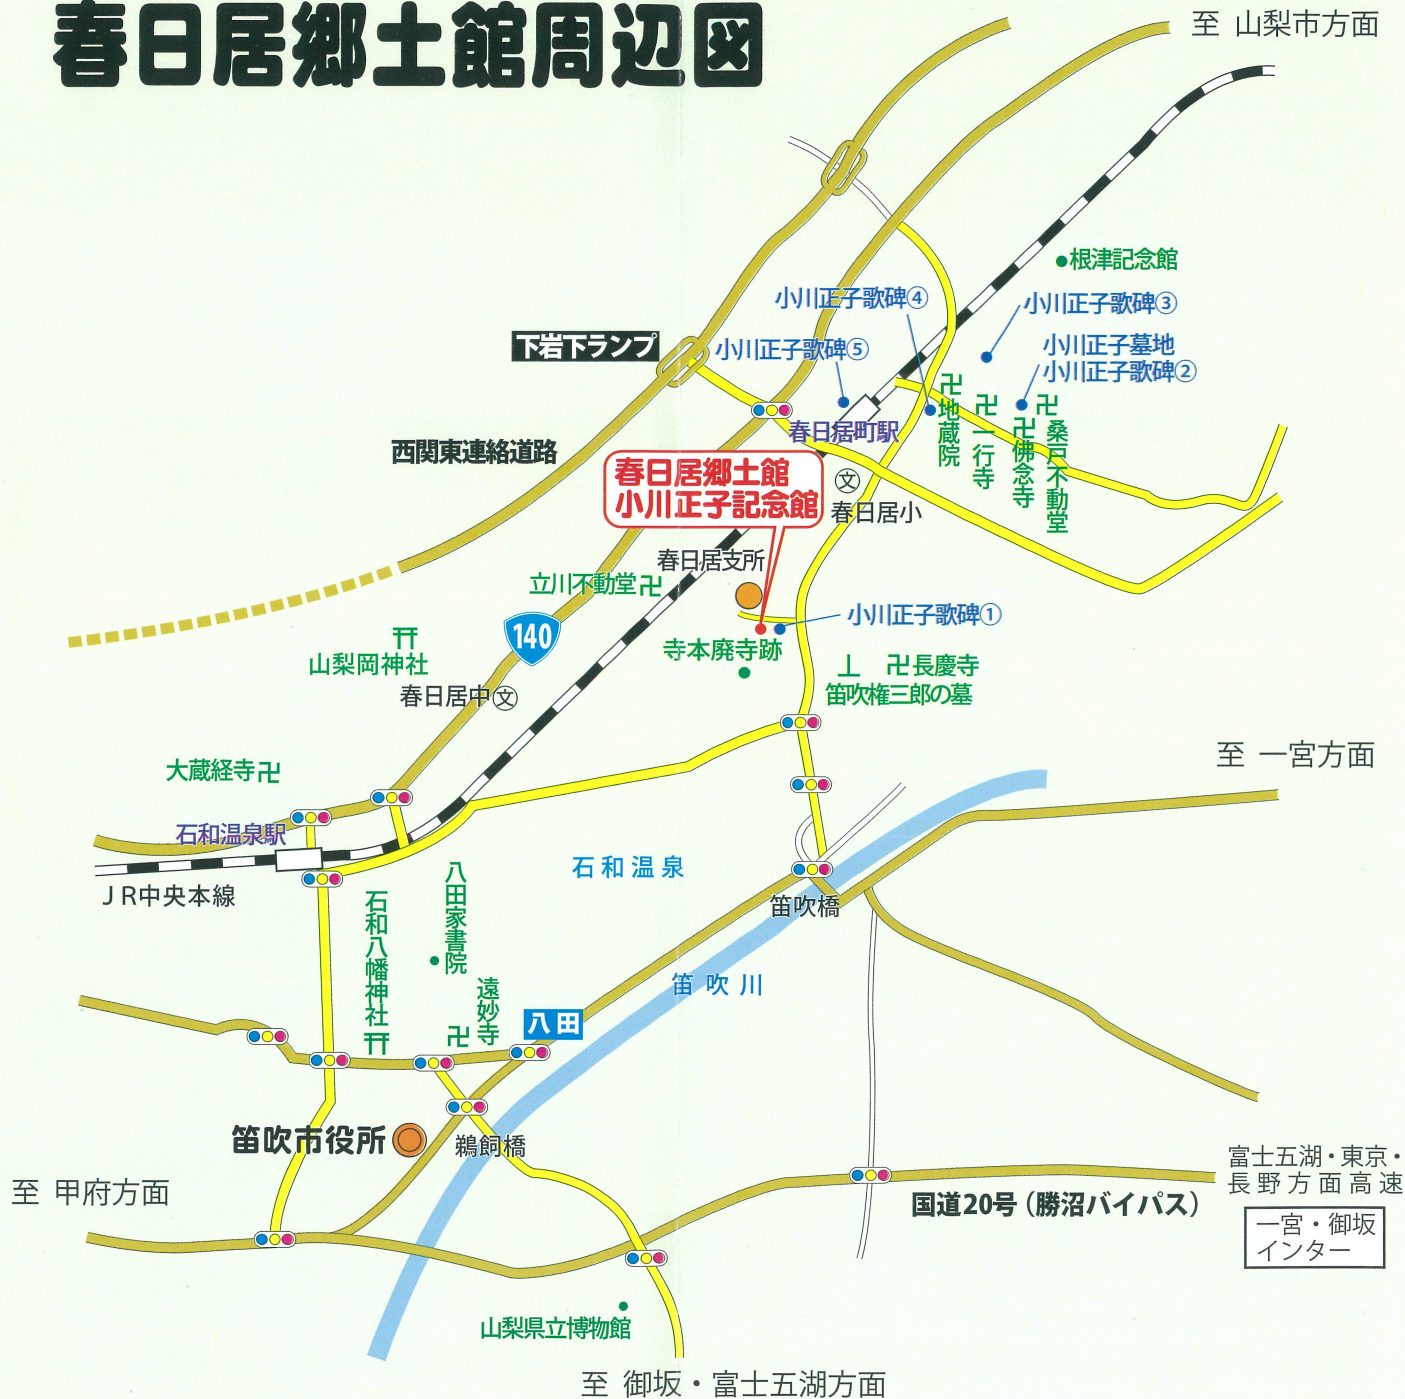 春日居郷土館周辺図
至 山梨市方面
根津記念館
小川正子歌碑④
小川正子歌碑③
下岩下ランプ
小川正子歌碑⑤
小川正子墓地
小川正子歌碑②
春日居町駅
地蔵院
一行寺
佛念寺
桑戸不動堂
西関東連絡道路
春日居郷土館
小川正子記念館
文
春日居小
春日居支所
立川不動堂
小川正子歌碑①
140
寺本廃寺跡
山梨岡神社
長慶寺
笛吹権三郎の墓
春日居中
文
至 一宮方面
大蔵経寺
石和温泉駅
JR中央本線
石和温泉
八田家書院
石和八幡神社
遠妙寺
笛吹橋
笛吹川
八田
笛吹市役所
鵜飼橋
至 甲府方面
富士五湖・東京・
長野方面高速
国道20号（勝沼バイパス）
一宮・御坂
インター
山梨県立博物館
至 御坂・富士五湖方面